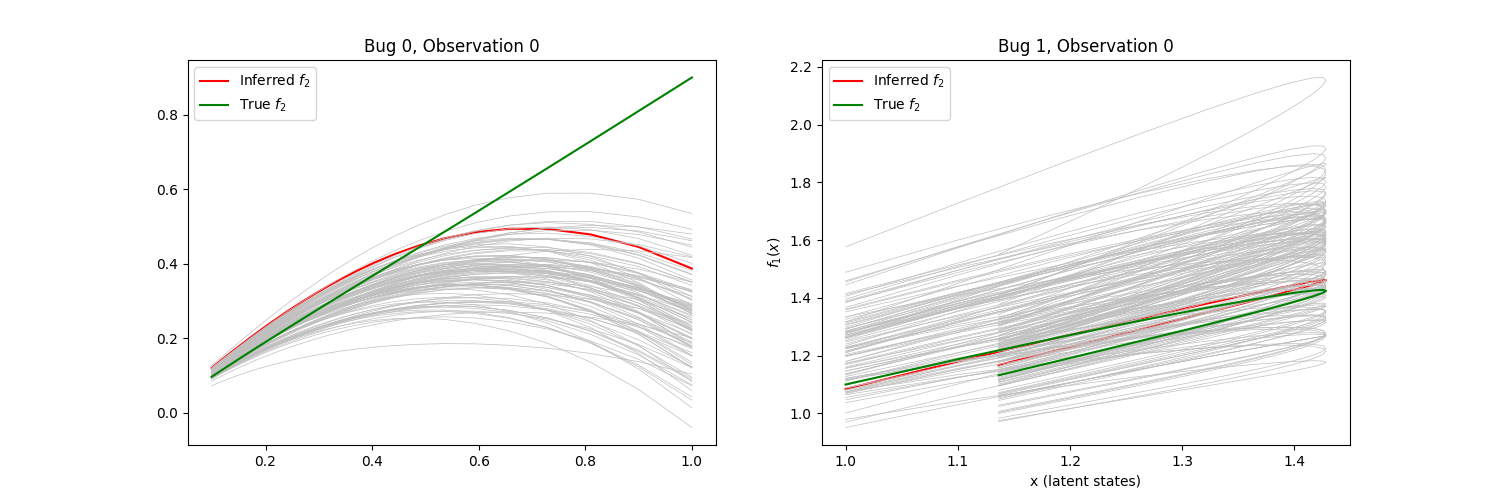 Bug 0, Observation 0
Inferred f₂
True f₂
0.8
0.6
0.4
0.2
0.0
0.2 0.4 0.6 0.8 1.0
Bug 1, Observation 0
Inferred f₂
True f₂
2.2
2.0
1.8
1.6
1.4
1.2
1.0
f₁(x)
1.0 1.1 1.2 1.3 1.4
x (latent states)